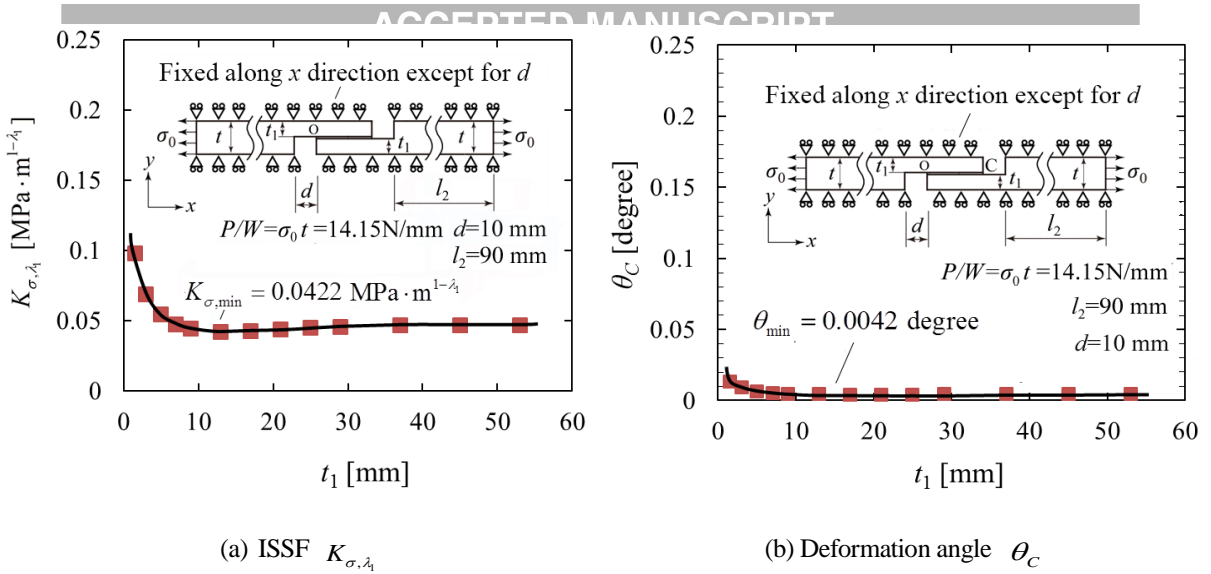 ACCEPTED MANUSCRIPT
0.25
0.2
0.15
0.1
0.05
0
K_{σ,λ₁} [MPa·m^{1-λ₁}]
Fixed along x direction except for d
σ₀ t t₁ O t₁ t σ₀
y
x
d l₂
P/W=σ₀ t=14.15N/mm d=10 mm
l₂=90 mm
K_{σ,min} = 0.0422 MPa·m^{1-λ₁}
0 10 20 30 40 50 60
t₁ [mm]
(a) ISSF K_{σ,λ₁}
0.25
0.2
0.15
0.1
0.05
0
θ_C [degree]
Fixed along x direction except for d
σ₀ t t₁ O C t₁ t σ₀
y
x
d l₂
P/W=σ₀ t=14.15N/mm
l₂=90 mm
θ_min = 0.0042 degree
d=10 mm
0 10 20 30 40 50 60
t₁ [mm]
(b) Deformation angle θ_C